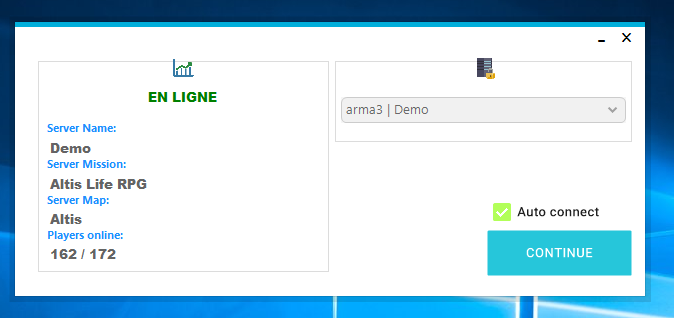 EN LIGNE
Server Name:
Demo
Server Mission:
Altis Life RPG
Server Map:
Altis
Players online:
162 / 172
arma3 | Demo
Auto connect
CONTINUE